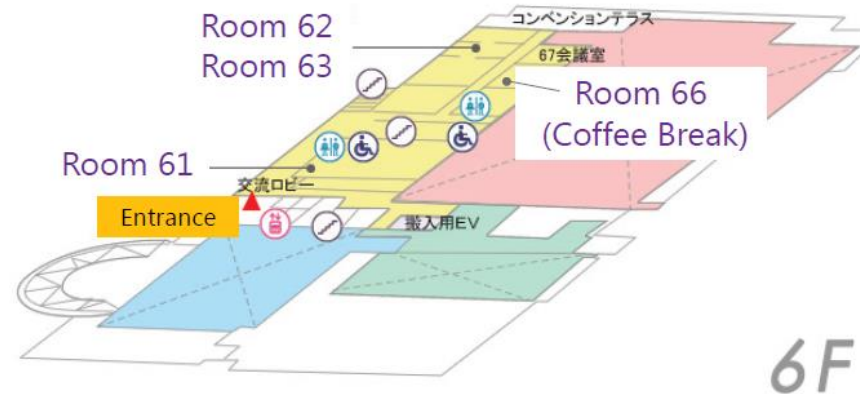 コンベンションテラス
Room 62
Room 63
67会議室
Room 66
(Coffee Break)
Room 61
交流ロビー
Entrance
搬入用EV
6F